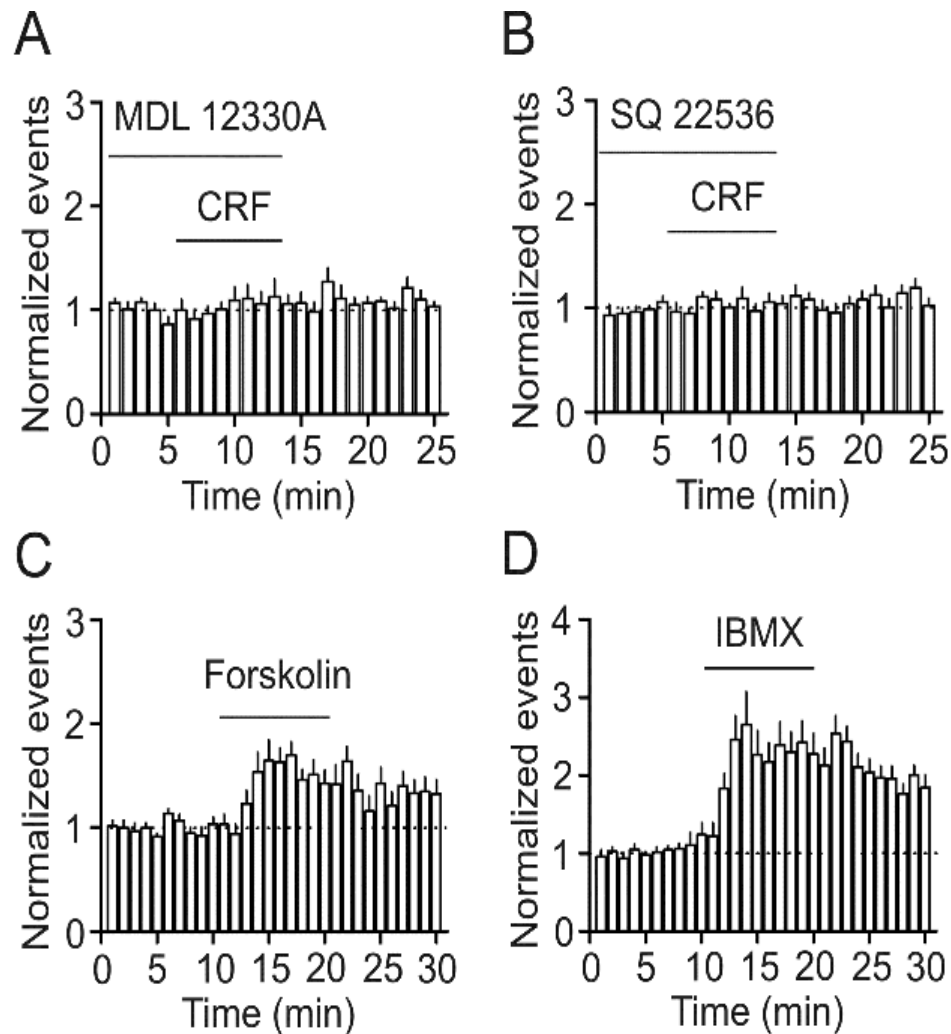 A
Normalized events
3
2
1
0
MDL 12330A
CRF
0 5 10 15 20 25
Time (min)
B
Normalized events
3
2
1
0
SQ 22536
CRF
0 5 10 15 20 25
Time (min)
C
Normalized events
3
2
1
0
Forskolin
0 5 10 15 20 25 30
Time (min)
D
Normalized events
4
3
2
1
0
IBMX
0 5 10 15 20 25 30
Time (min)